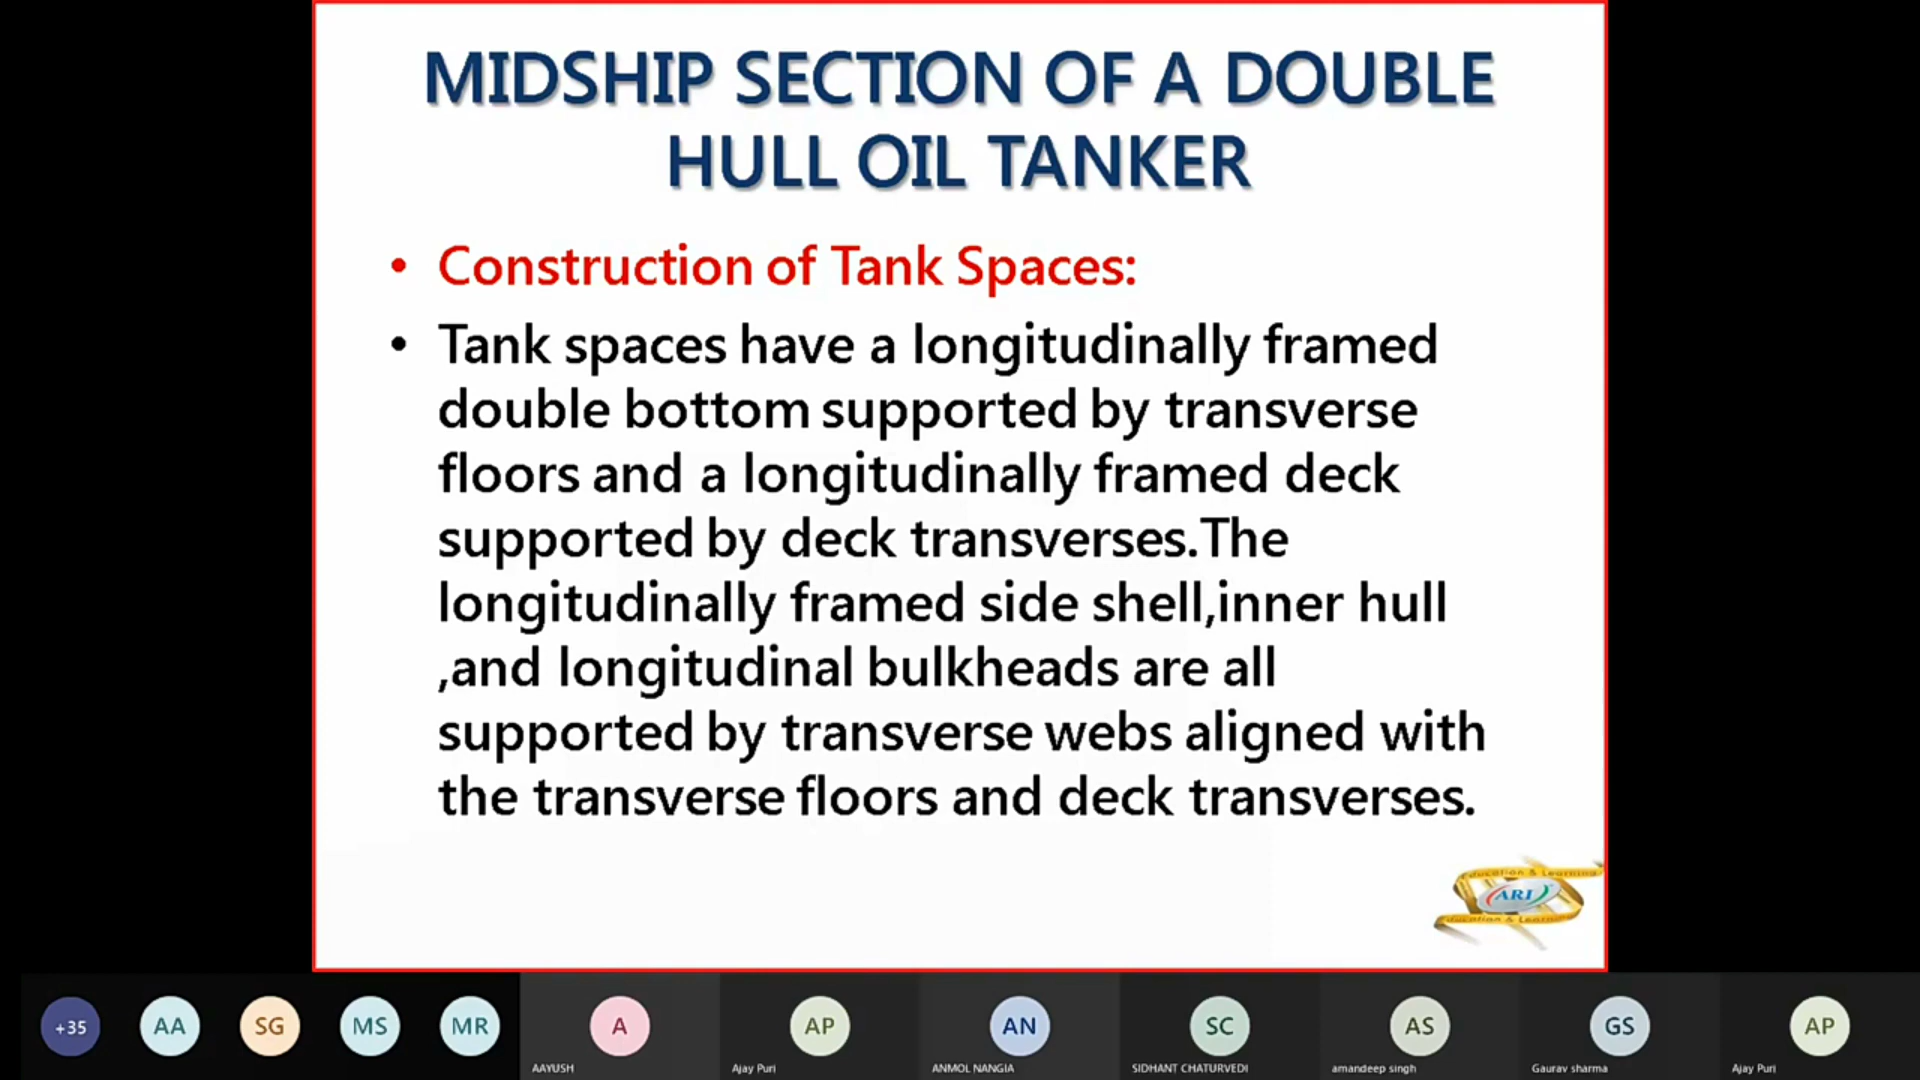 MIDSHIP SECTION OF A DOUBLE
HULL OIL TANKER
• Construction of Tank Spaces:
• Tank spaces have a longitudinally framed
double bottom supported by transverse
floors and a longitudinally framed deck
supported by deck transverses.The
longitudinally framed side shell,inner hull
,and longitudinal bulkheads are all
supported by transverse webs aligned with
the transverse floors and deck transverses.
Education & Learning
ARI
+35
AA
SG
MS
MR
A
AP
AN
SC
AS
GS
AP
AAYUSH
Ajay Puri
ANMOL NANGIA
SIDHANT CHATURVEDI
amandeep singh
Gaurav sharma
Ajay Puri